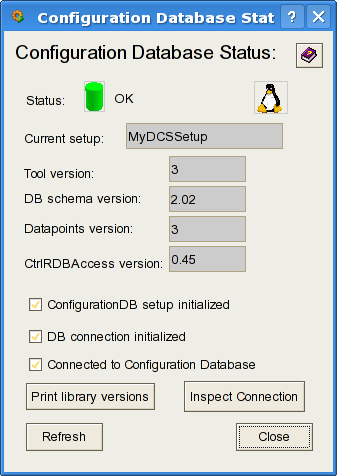 Configuration Database Stat ?
Configuration Database Status:
Status: OK
Current setup: MyDCSSetup
Tool version: 3
DB schema version: 2.02
Datapoints version: 3
CtrlRDBAccess version: 0.45
ConfigurationDB setup initialized
DB connection initialized
Connected to Configuration Database
Print library versions Inspect Connection
Refresh Close